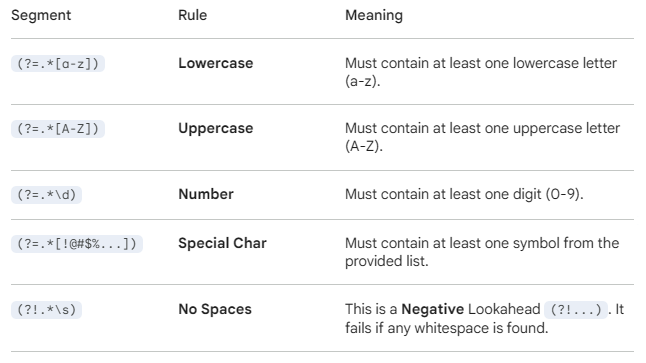 Segment Rule Meaning
(?=.*[a-z]) Lowercase Must contain at least one lowercase letter
(a-z).
(?=.*[A-Z]) Uppercase Must contain at least one uppercase letter
(A-Z).
(?=.*\d) Number Must contain at least one digit (0-9).
(?=.*[!@#$%...]) Special Char Must contain at least one symbol from the
provided list.
(?!.*\s) No Spaces This is a Negative Lookahead (?!...). It
fails if any whitespace is found.